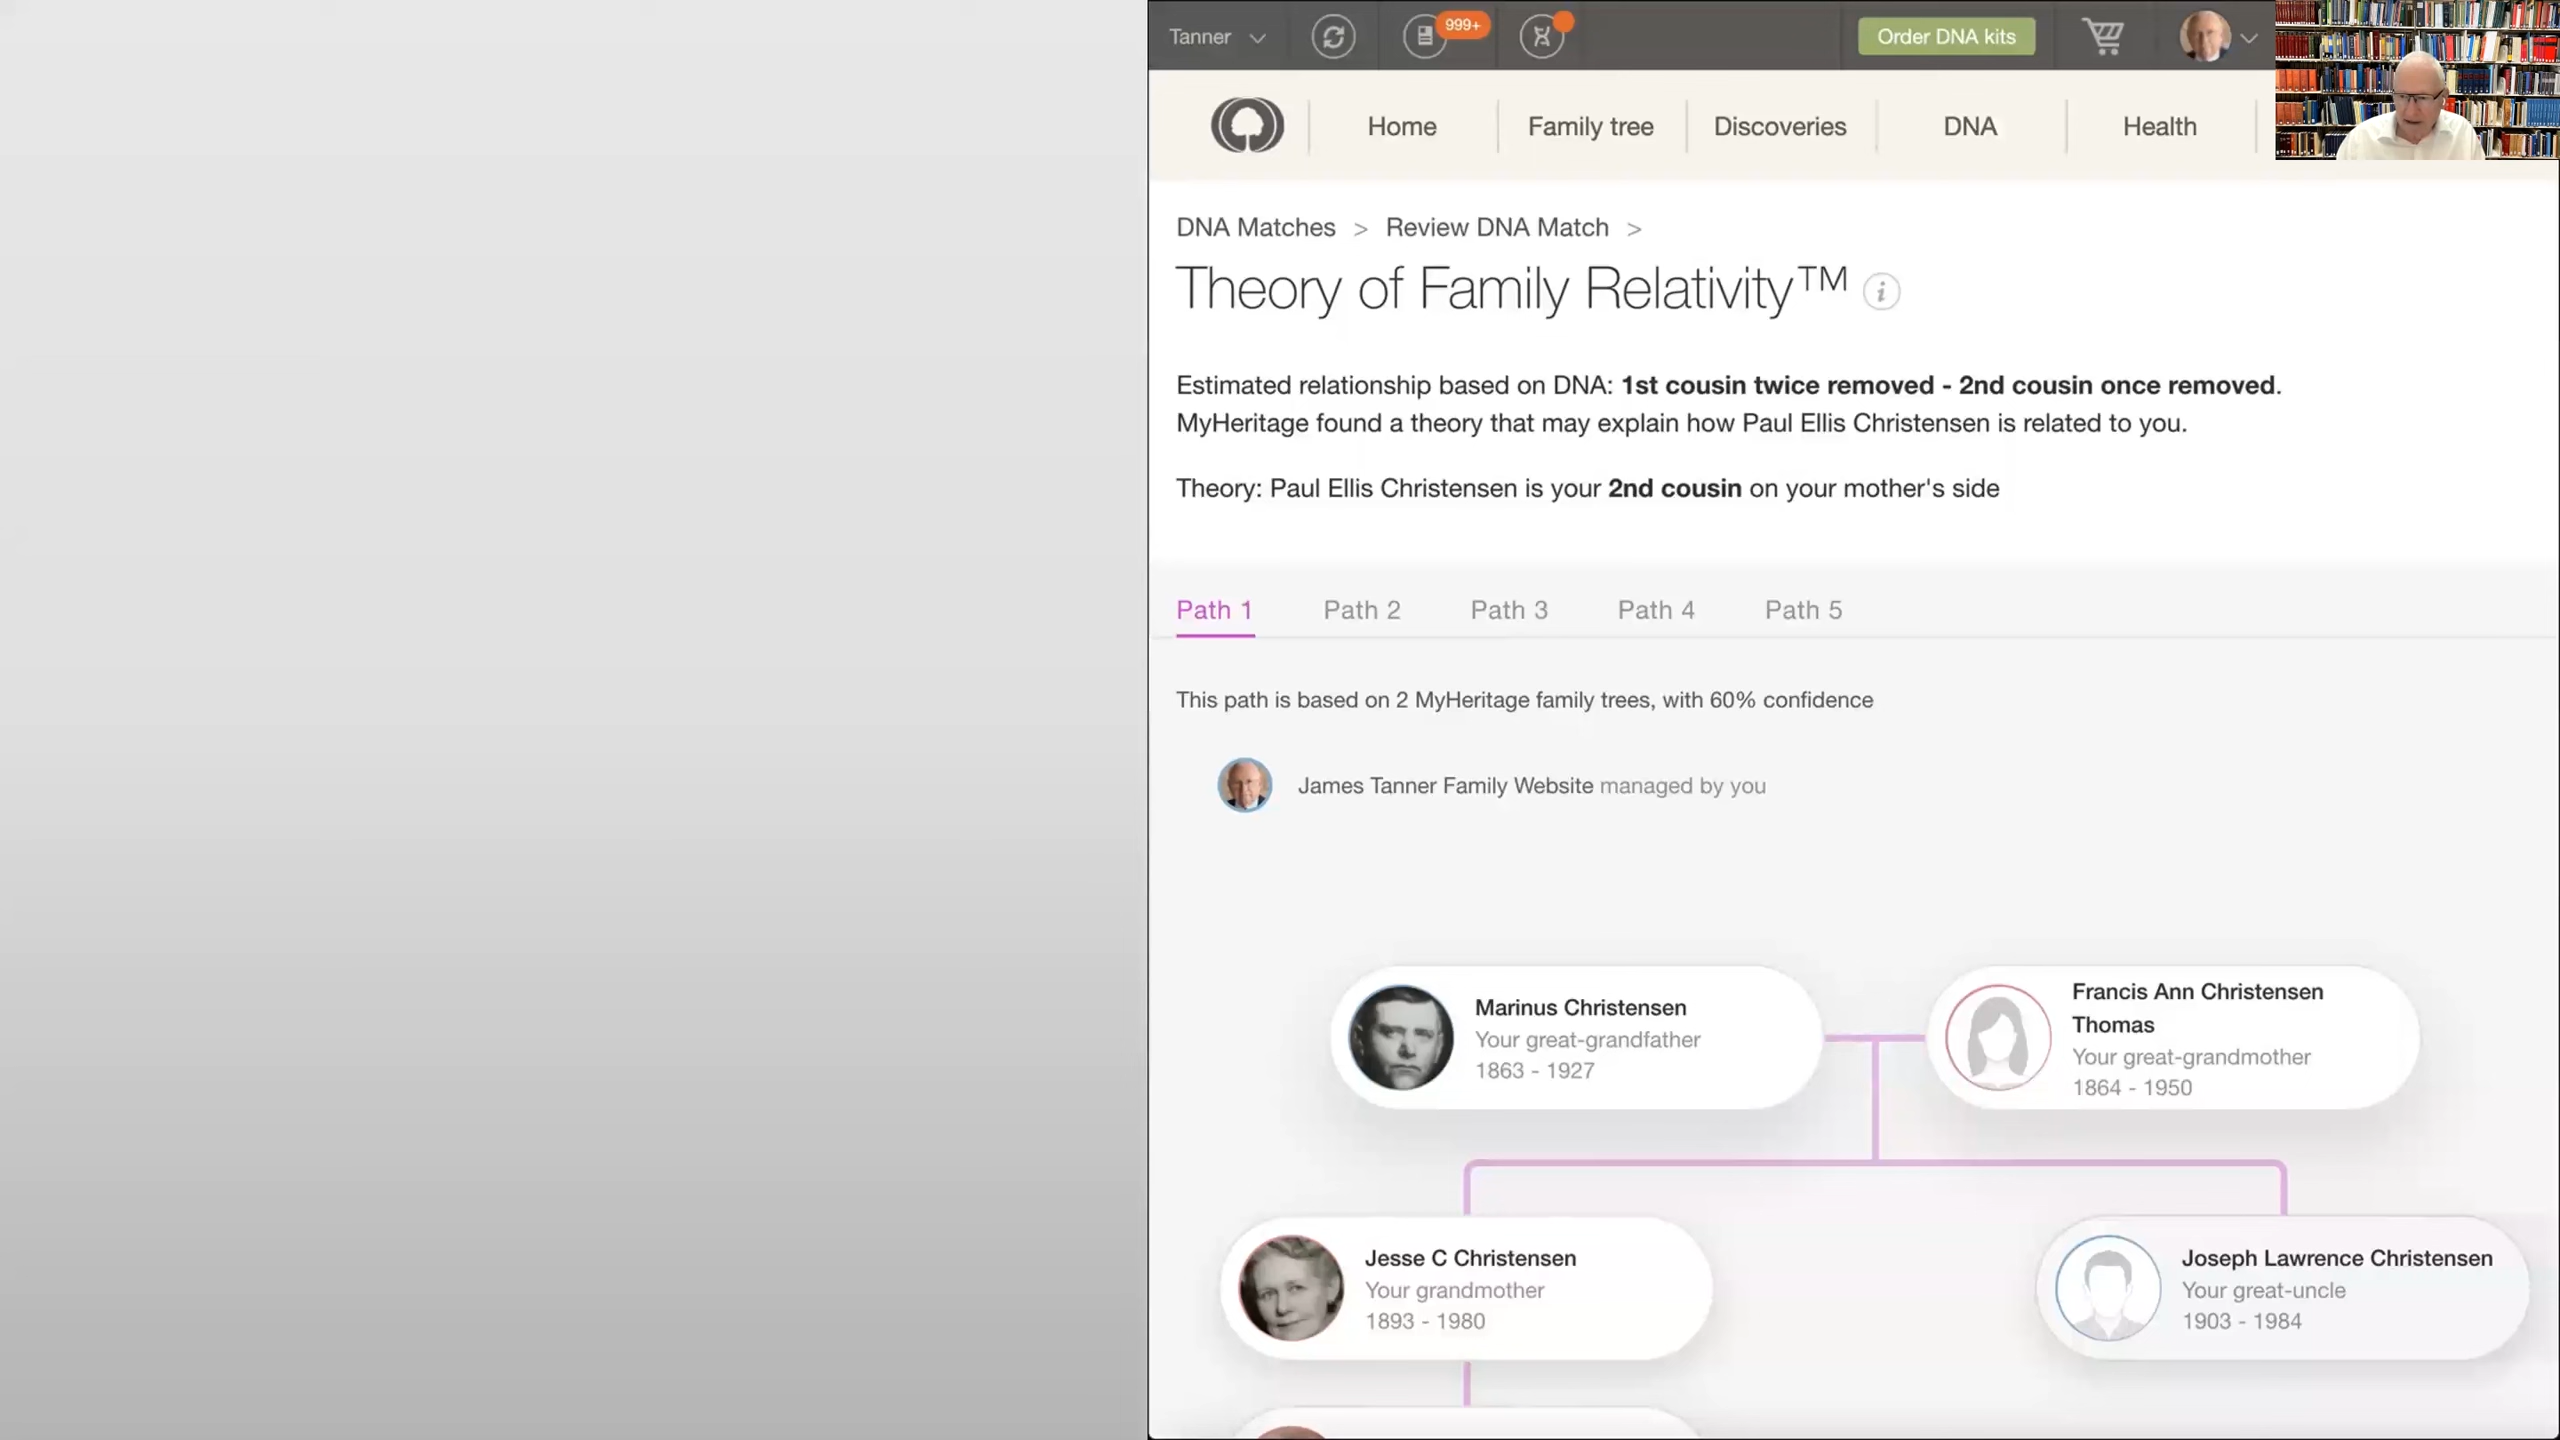 Tanner
999+
Order DNA kits
Home
Family tree
Discoveries
DNA
Health
DNA Matches > Review DNA Match >
Theory of Family Relativity™
Estimated relationship based on DNA: 1st cousin twice removed - 2nd cousin once removed.
MyHeritage found a theory that may explain how Paul Ellis Christensen is related to you.
Theory: Paul Ellis Christensen is your 2nd cousin on your mother's side
Path 1
Path 2
Path 3
Path 4
Path 5
This path is based on 2 MyHeritage family trees, with 60% confidence
James Tanner Family Website managed by you
Marinus Christensen
Your great-grandfather
1863 - 1927
Francis Ann Christensen
Thomas
Your great-grandmother
1864 - 1950
Jesse C Christensen
Your grandmother
1893 - 1980
Joseph Lawrence Christensen
Your great-uncle
1903 - 1984